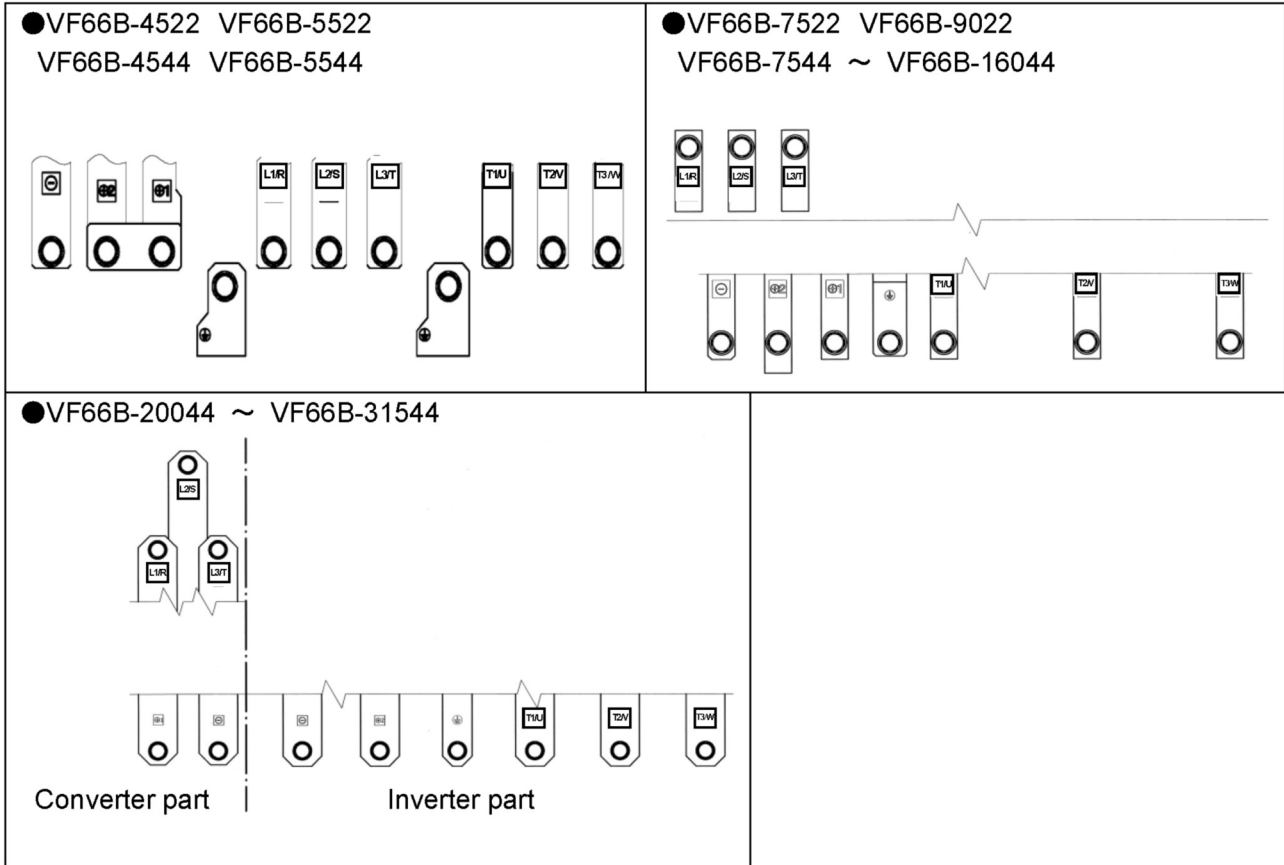 ●VF66B-4522 VF66B-5522
VF66B-4544 VF66B-5544
⊖ ⊕2 ⊕1 L1/R L2/S L3/T T1/U T2/V T3/W
●VF66B-7522 VF66B-9022
VF66B-7544 ～ VF66B-16044
L1/R L2/S L3/T
⊖ ⊕2 ⊕1 T1/U T2/V T3/W
●VF66B-20044 ～ VF66B-31544
L2/S
L1/R L3/T
⊕1 ⊖ ⊖ ⊕2 T1/U T2/V T3/W
Converter part Inverter part